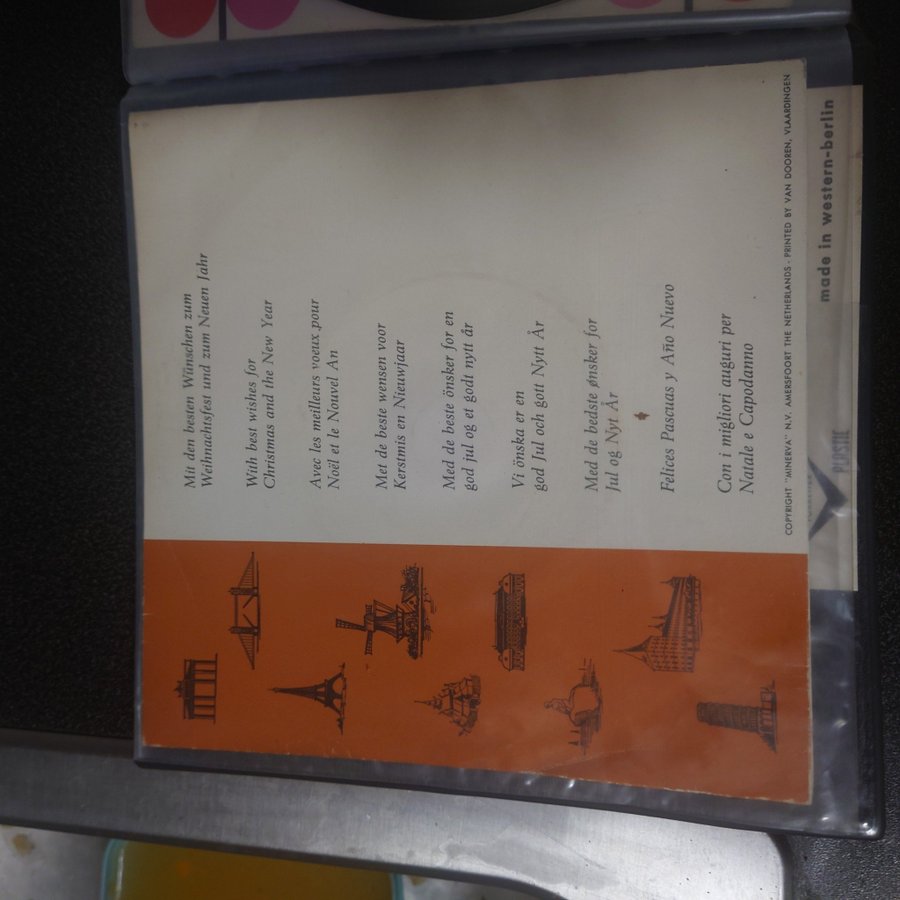 Mit den besten Wünschen zum
Weihnachtsfest und zum Neuen Jahr
With best wishes for
Christmas and the New Year
Avec les meilleurs voeux pour
Noël et le Nouvel An
Met de beste wensen voor
Kerstmis en Nieuwjaar
Med de beste önsker for en
god jul og et godt nytt år
Vi önska er en
god Jul och gott Nytt År
Med de bedste ønsker for
Jul og Nyt År
Felices Pascuas y Año Nuevo
Con i migliori auguri per
Natale e Capodanno
COPYRIGHT "MINERVA" N.V. AMERSFOORT THE NETHERLANDS - PRINTED BY VAN DOOREN, VLAARDINGEN
made in western-berlin
PLASTIC